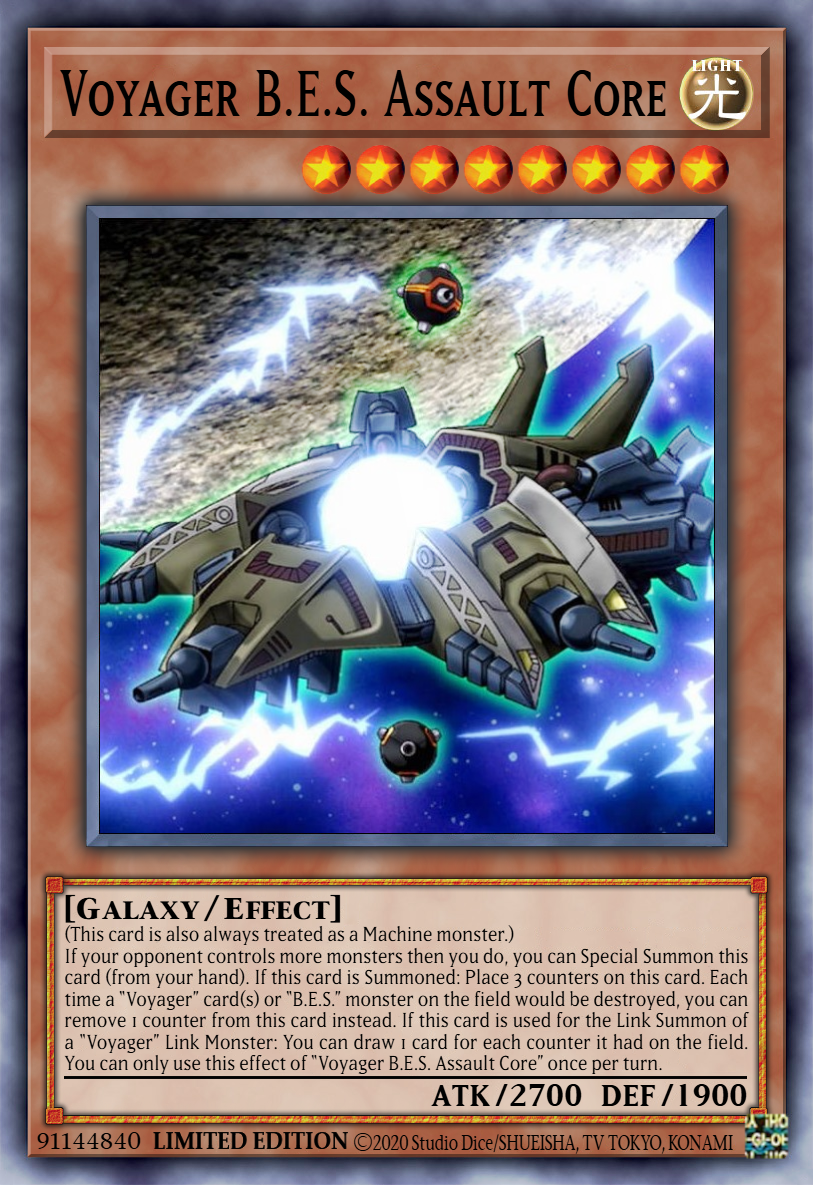 Voyager B.E.S. Assault Core
LIGHT
光
[Galaxy/Effect]
(This card is also always treated as a Machine monster.)
If your opponent controls more monsters then you do, you can Special Summon this
card (from your hand). If this card is Summoned: Place 3 counters on this card. Each
time a "Voyager" card(s) or "B.E.S." monster on the field would be destroyed, you can
remove 1 counter from this card instead. If this card is used for the Link Summon of
a "Voyager" Link Monster: You can draw 1 card for each counter it had on the field.
You can only use this effect of "Voyager B.E.S. Assault Core" once per turn.
ATK/2700 DEF/1900
91144840 LIMITED EDITION ©2020 Studio Dice/SHUEISHA, TV TOKYO, KONAMI